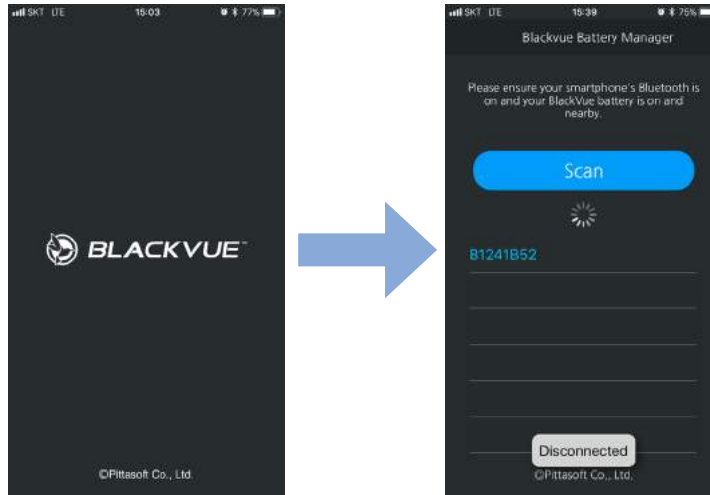 SKT LTE 15:03 77%
BLACKVUE™
©Pittasoft Co., Ltd.
SKT LTE 15:39 75%
Blackvue Battery Manager
Please ensure your smartphone's Bluetooth is
on and your BlackVue battery is on and
nearby.
Scan
B1241B52
Disconnected
©Pittasoft Co., Ltd.